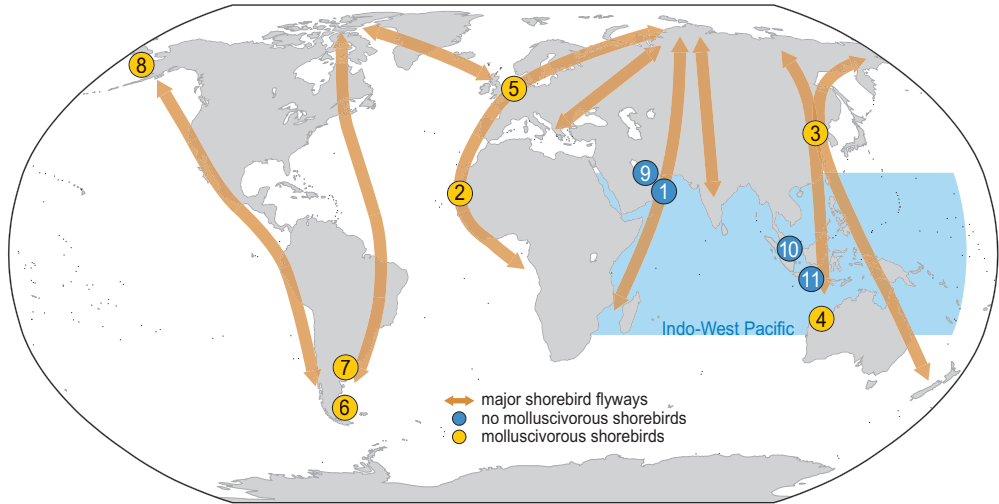 8
5
3
9
2
1
10
11
4
Indo-West Pacific
7
6
major shorebird flyways
no molluscivorous shorebirds
molluscivorous shorebirds